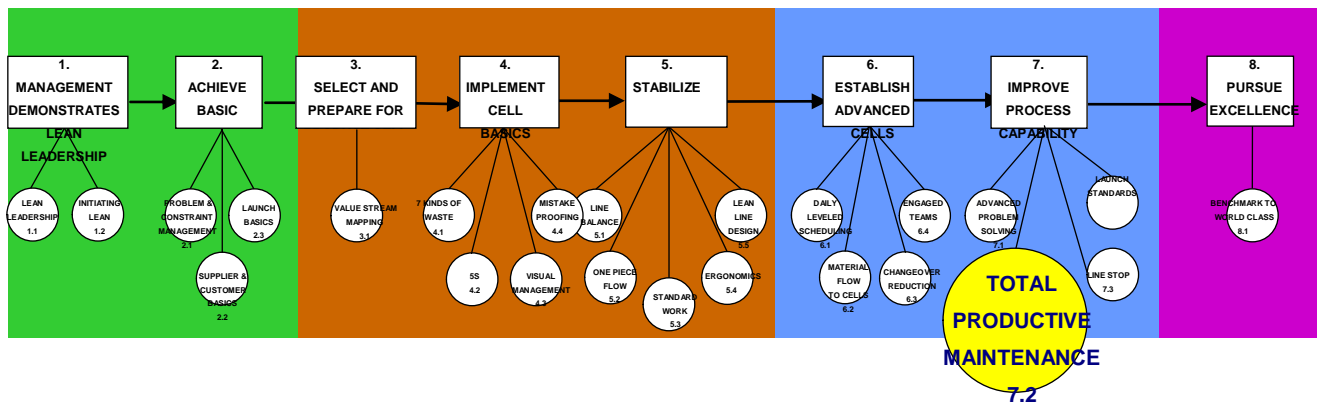 1.
MANAGEMENT
DEMONSTRATES
LEAN
LEADERSHIP
2.
ACHIEVE
BASIC
3.
SELECT AND
PREPARE FOR
4.
IMPLEMENT
CELL
BASICS
5.
STABILIZE
6.
ESTABLISH
ADVANCED
CELLS
7.
IMPROVE
PROCESS
CAPABILITY
8.
PURSUE
EXCELLENCE
LEAN
LEADERSHIP
1.1
INITIATING
LEAN
1.2
PROBLEM &
CONSTRAINT
MANAGEMENT
2.1
SUPPLIER &
CUSTOMER
BASICS
2.2
LAUNCH
BASICS
2.3
VALUE STREAM
MAPPING
3.1
7 KINDS OF
WASTE
4.1
5S
4.2
VISUAL
MANAGEMENT
4.3
MISTAKE
PROOFING
4.4
LINE
BALANCE
5.1
ONE PIECE
FLOW
5.2
STANDARD
WORK
5.3
ERGONOMICS
5.4
LEAN
LINE
DESIGN
5.5
DAILY
LEVELED
SCHEDULING
6.1
MATERIAL
FLOW
TO CELLS
6.2
CHANGEOVER
REDUCTION
6.3
ENGAGED
TEAMS
6.4
ADVANCED
PROBLEM
SOLVING
7.1
TOTAL
PRODUCTIVE
MAINTENANCE
7.2
LINE STOP
7.3
LAUNCH
STANDARDS
BENCHMARK TO
WORLD CLASS
8.1